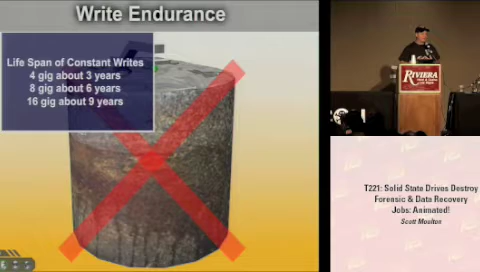 Write Endurance
Life Span of Constant Writes
4 gig about 3 years
8 gig about 6 years
16 gig about 9 years
RIVIERA
T221: Solid State Drives Destroy
Forensic & Data Recovery
Jobs: Animated!
Scott Moulton